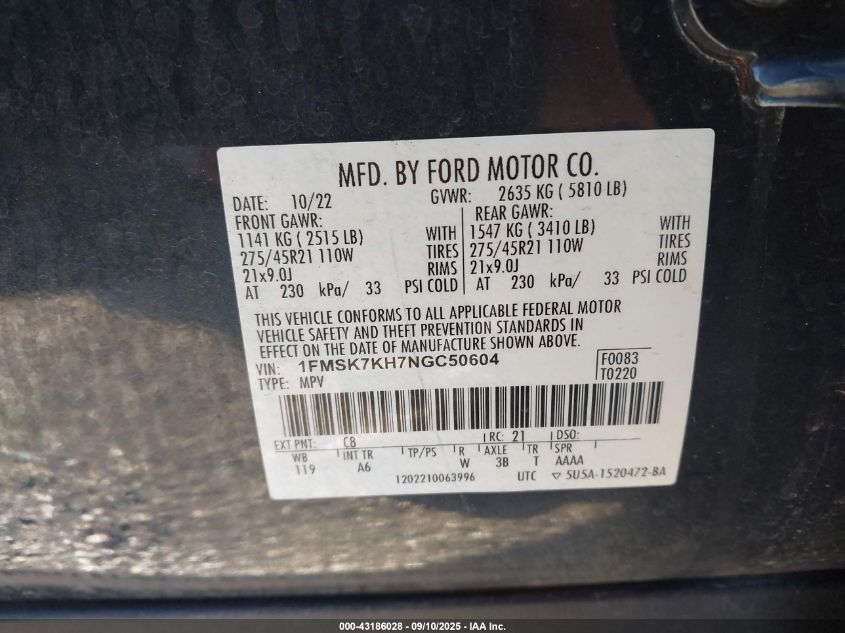 MFD. BY FORD MOTOR CO.
DATE: 10/22 GVWR: 2635 KG ( 5810 LB)
FRONT GAWR: REAR GAWR:
1141 KG ( 2515 LB) WITH 1547 KG ( 3410 LB) WITH
275/45R21 110W TIRES 275/45R21 110W TIRES
21x9.0J RIMS 21x9.0J RIMS
AT 230 kPa/ 33 PSI COLD AT 230 kPa/ 33 PSI COLD
THIS VEHICLE CONFORMS TO ALL APPLICABLE FEDERAL MOTOR
VEHICLE SAFETY AND THEFT PREVENTION STANDARDS IN
EFFECT ON THE DATE OF MANUFACTURE SHOWN ABOVE.
VIN: 1FMSK7KH7NGC50604 F0083
TYPE: MPV T0220
EXT PNT: C8 RC: 21 DSO:
WB INT TR TP/PS R AXLE TR SPR
119 A6 W 3B T AAAA
1202210063996 UTC ▽ 5U5A-1520472-BA
000-43186028 - 09/10/2025 - IAA Inc.